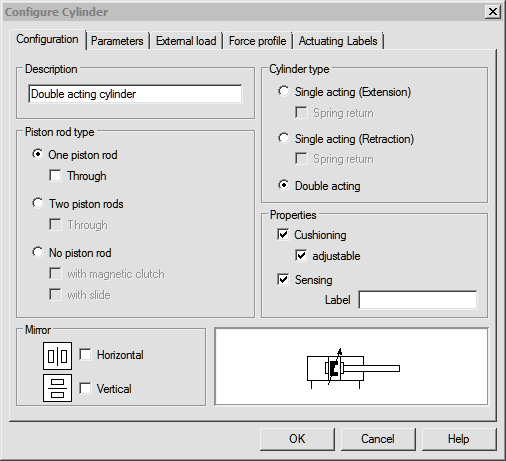 Configure Cylinder
Configuration Parameters External load Force profile Actuating Labels
Description
Double acting cylinder
Piston rod type
One piston rod
Through
Two piston rods
Through
No piston rod
with magnetic clutch
with slide
Cylinder type
Single acting (Extension)
Spring return
Single acting (Retraction)
Spring return
Double acting
Properties
Cushioning
adjustable
Sensing
Label
Mirror
Horizontal
Vertical
OK Cancel Help